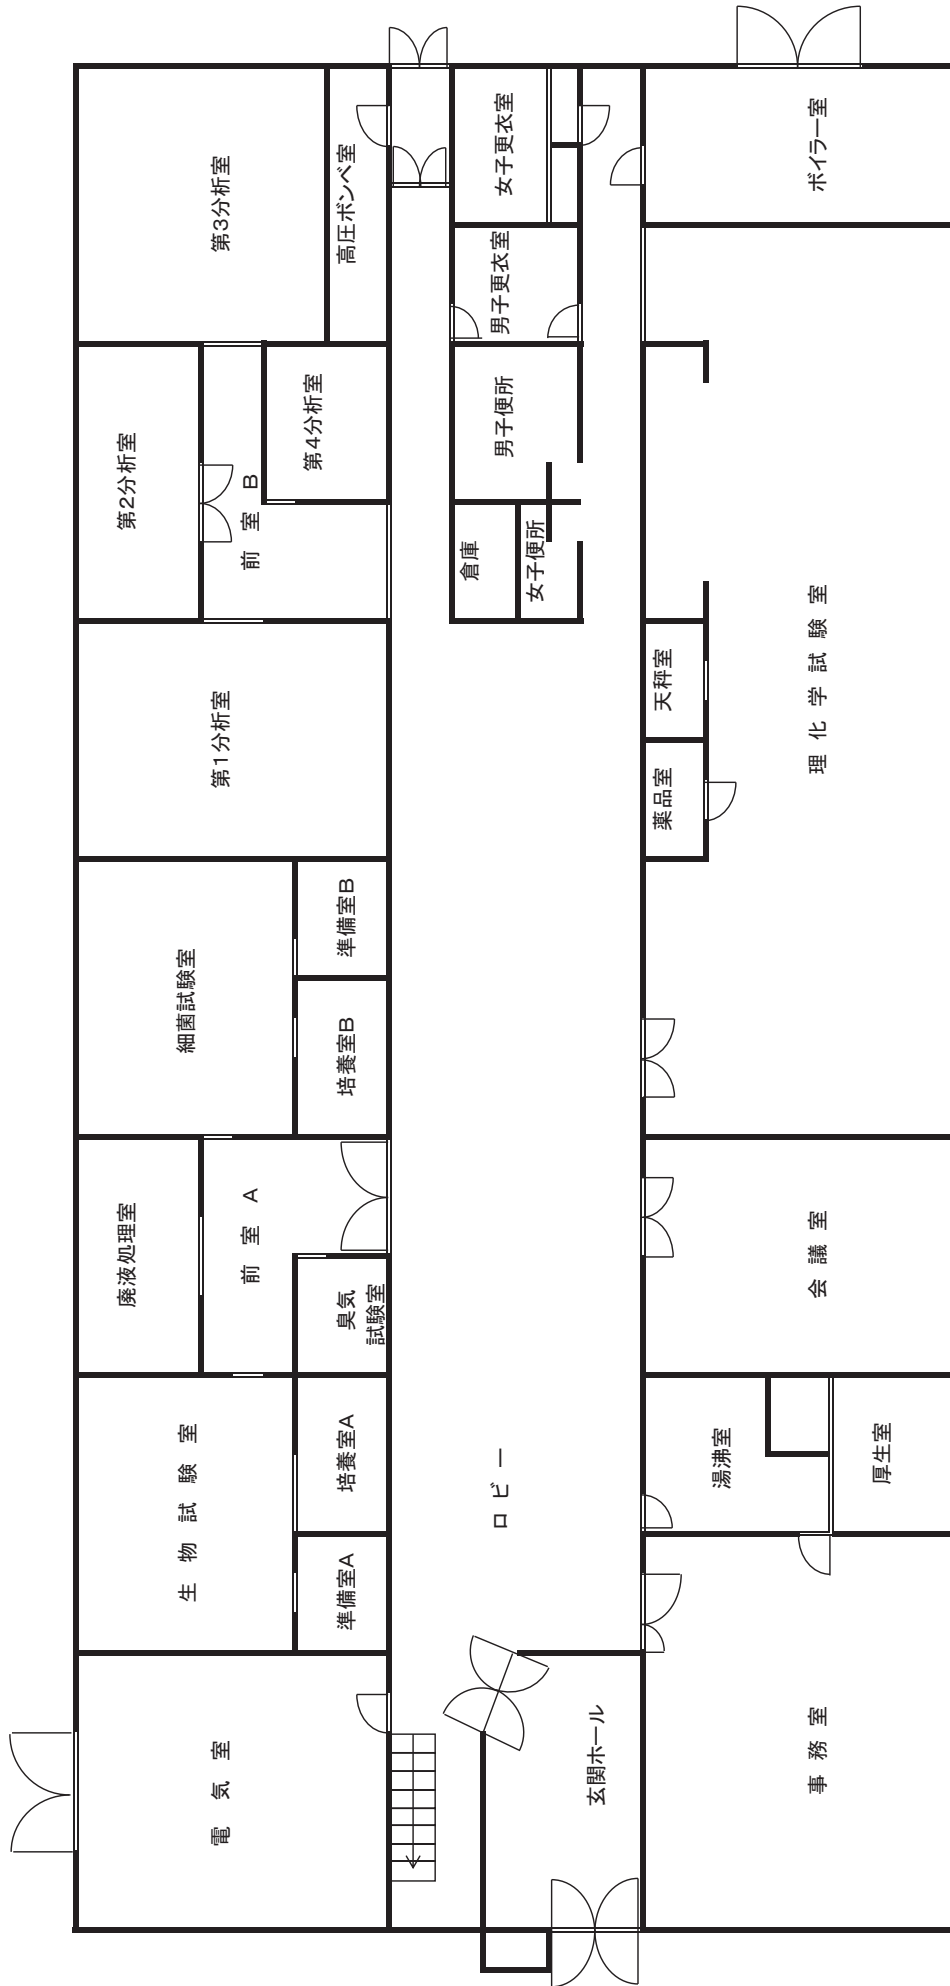 第3分析室
高圧ボンベ室
女子更衣室
ボイラー室
男子更衣室
第2分析室
前室B
第4分析室
男子便所
倉庫
女子便所
理化学試験室
第1分析室
天秤室
薬品室
細菌試験室
準備室B
培養室B
廃液処理室
前室A
臭気
試験室
会議室
生物試験室
培養室A
準備室A
ロビー
湯沸室
厚生室
電気室
玄関ホール
事務室